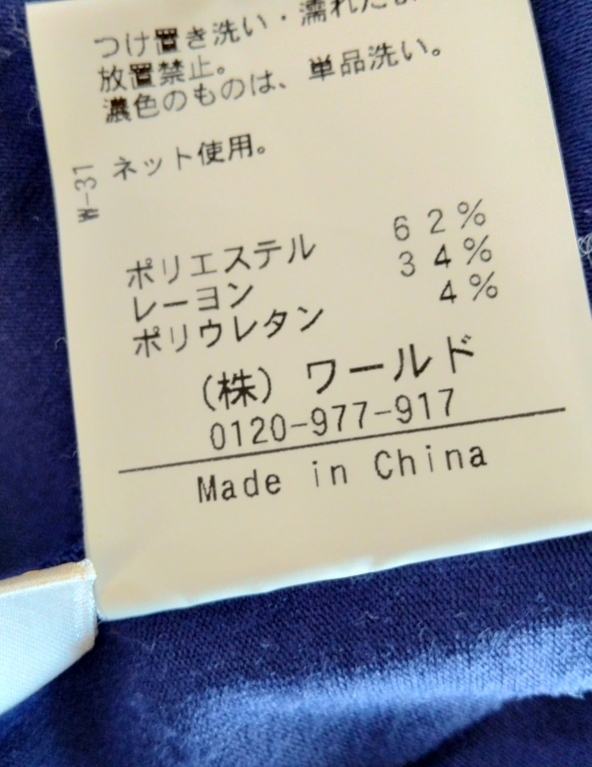 つけ置き洗い・濡れたま
放置禁止。
濃色のものは、単品洗い。
ネット使用。
W-31
ポリエステル 62%
レーヨン 34%
ポリウレタン 4%
(株) ワールド
0120-977-917
Made in China